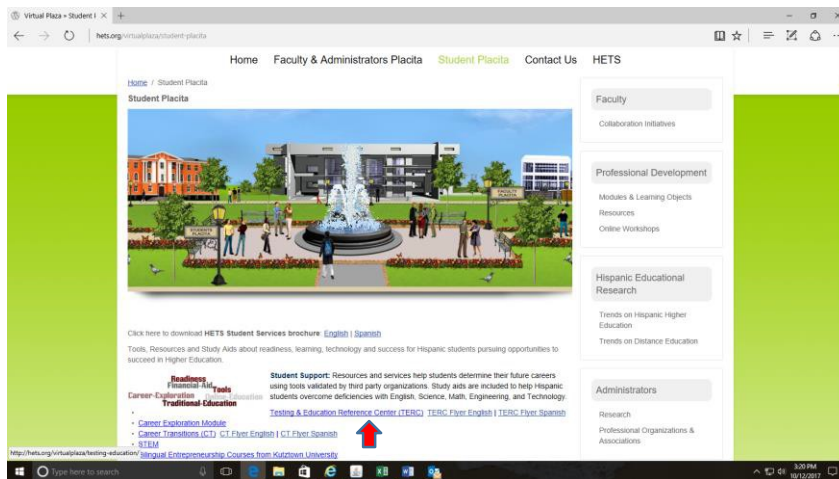 Virtual Plaza » Student I
hets.org/virtualplaza/student-placita
Home Faculty & Administrators Placita Student Placita Contact Us HETS
Home / Student Placita
Student Placita
FACULTY
PLACITA
STUDENTS
PLACITA
Click here to download HETS Student Services brochure: English | Spanish
Tools, Resources and Study Aids about readiness, learning, technology and success for Hispanic students pursuing opportunities to
succeed in Higher Education.
Readiness
Financial-Aid
Tools
Career-Exploration Online-Education
Traditional-Education
Student Support: Resources and services help students determine their future careers
using tools validated by third party organizations. Study aids are included to help Hispanic
students overcome deficiencies with English, Science, Math, Engineering, and Technology.
Testing & Education Reference Center (TERC) TERC Flyer English | TERC Flyer Spanish
Career Exploration Module
Career Transitions (CT) CT Flyer English | CT Flyer Spanish
STEM
Bilingual Entrepreneurship Courses from Kutztown University
Faculty
Collaboration Initiatives
Professional Development
Modules & Learning Objects
Resources
Online Workshops
Hispanic Educational
Research
Trends on Hispanic Higher
Education
Trends on Distance Education
Administrators
Research
Professional Organizations &
Associations
http://hets.org/virtualplaza/testing-education/
Type here to search
3:20 PM
10/12/2017